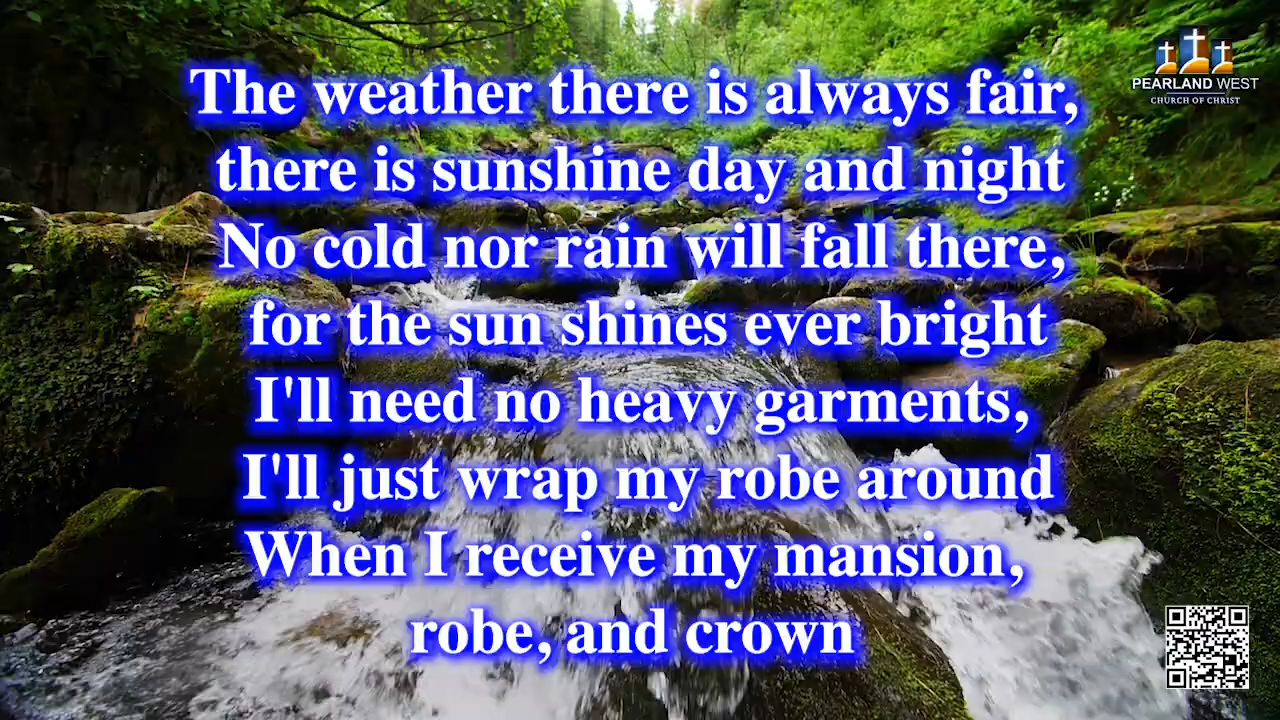 PEARLAND WEST
CHURCH OF CHRIST
The weather there is always fair,
there is sunshine day and night
No cold nor rain will fall there,
for the sun shines ever bright
I'll need no heavy garments,
I'll just wrap my robe around
When I receive my mansion,
robe, and crown